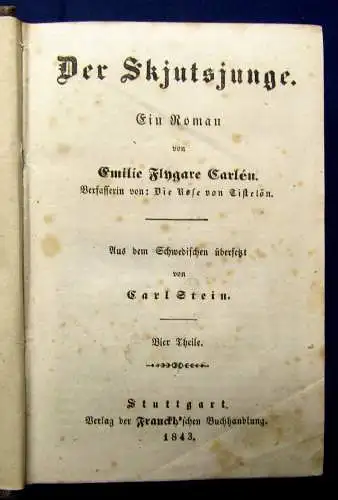 Der Skjutsjunge.
Ein Roman
von
Emilie Flygare Carlén.
Verfasserin von: Die Rose von Tistelön.
Aus dem Schwedischen übersetzt
von
Carl Stein.
Vier Theile.
Stuttgart.
Verlag der Franckh'schen Buchhandlung.
1843.